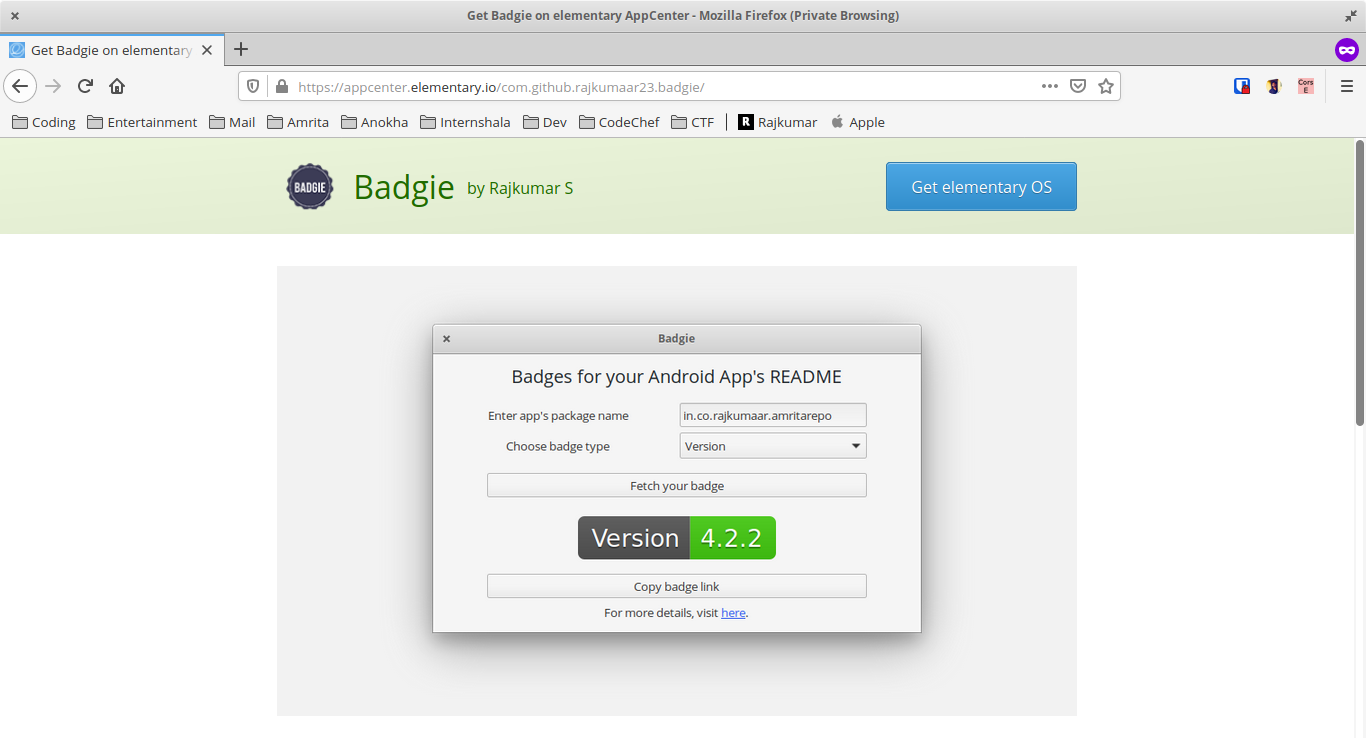 Get Badgie on elementary AppCenter - Mozilla Firefox (Private Browsing)
Get Badgie on elementary
https://appcenter.elementary.io/com.github.rajkumaar23.badgie/
Cors E
Coding Entertainment Mail Amrita Anokha Internshala Dev CodeChef CTF R Rajkumar Apple
BADGIE Badgie by Rajkumar S Get elementary OS
Badgie
Badges for your Android App's README
Enter app's package name in.co.rajkumaar.amritarepo
Choose badge type Version
Fetch your badge
Version 4.2.2
Copy badge link
For more details, visit here.